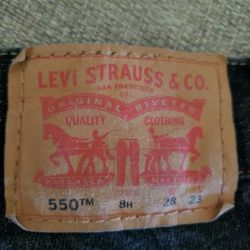 LEVI STRAUSS & CO.
SAN FRANCISCO
CAL.
ORIGINAL RIVETED
QUALITY CLOTHING
550™ 8H 28 23